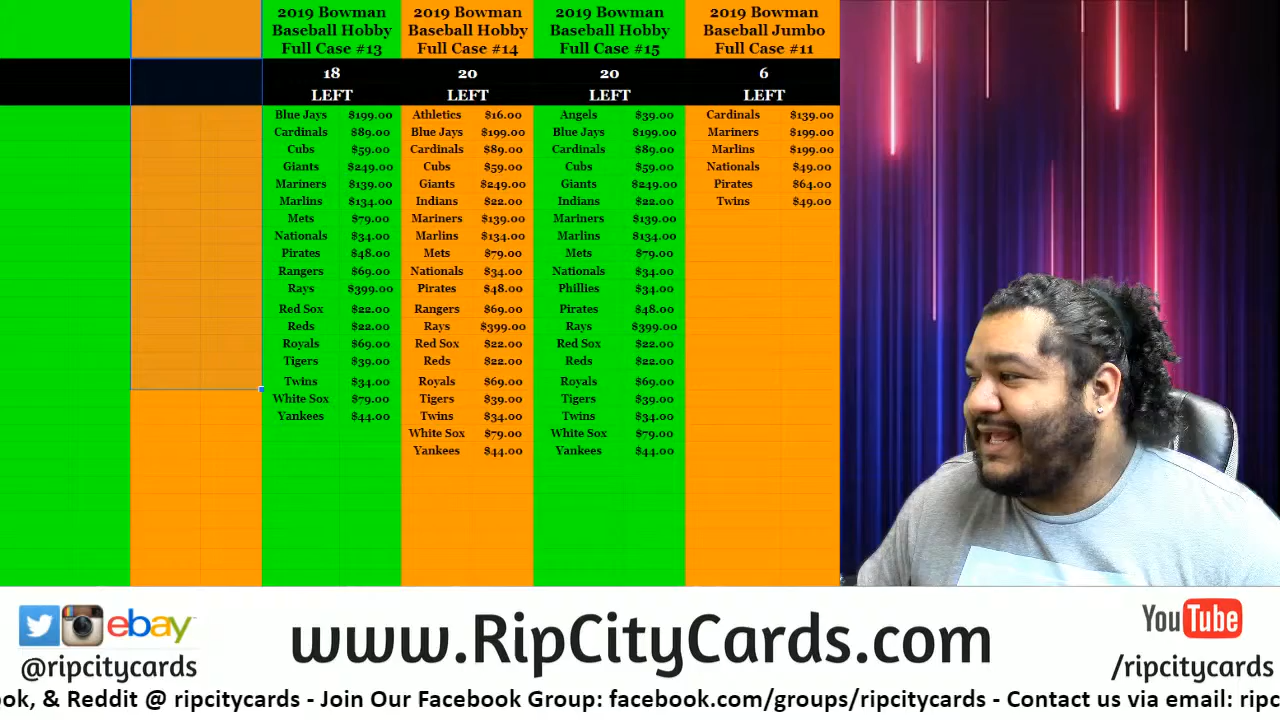 2019 Bowman
Baseball Hobby
Full Case #13
18
LEFT
Blue Jays $199.00
Cardinals $89.00
Cubs $59.00
Giants $249.00
Mariners $139.00
Marlins $134.00
Mets $79.00
Nationals $34.00
Pirates $48.00
Rangers $69.00
Rays $399.00
Red Sox $22.00
Reds $22.00
Royals $69.00
Tigers $39.00
Twins $34.00
White Sox $79.00
Yankees $44.00
2019 Bowman
Baseball Hobby
Full Case #14
20
LEFT
Athletics $16.00
Blue Jays $199.00
Cardinals $89.00
Cubs $59.00
Giants $249.00
Indians $22.00
Mariners $139.00
Marlins $134.00
Mets $79.00
Nationals $34.00
Pirates $48.00
Rangers $69.00
Rays $399.00
Red Sox $22.00
Reds $22.00
Royals $69.00
Tigers $39.00
Twins $34.00
White Sox $79.00
Yankees $44.00
2019 Bowman
Baseball Hobby
Full Case #15
20
LEFT
Angels $39.00
Blue Jays $199.00
Cardinals $89.00
Cubs $59.00
Giants $249.00
Indians $22.00
Mariners $139.00
Marlins $134.00
Mets $79.00
Nationals $34.00
Phillies $34.00
Pirates $48.00
Rays $399.00
Red Sox $22.00
Reds $22.00
Royals $69.00
Tigers $39.00
Twins $34.00
White Sox $79.00
Yankees $44.00
2019 Bowman
Baseball Jumbo
Full Case #11
6
LEFT
Cardinals $139.00
Mariners $199.00
Marlins $199.00
Nationals $49.00
Pirates $64.00
Twins $49.00
ebay
@ripcitycards
www.RipCityCards.com
YouTube
/ripcitycards
ook, & Reddit @ ripcitycards - Join Our Facebook Group: facebook.com/groups/ripcitycards - Contact us via email: ripc